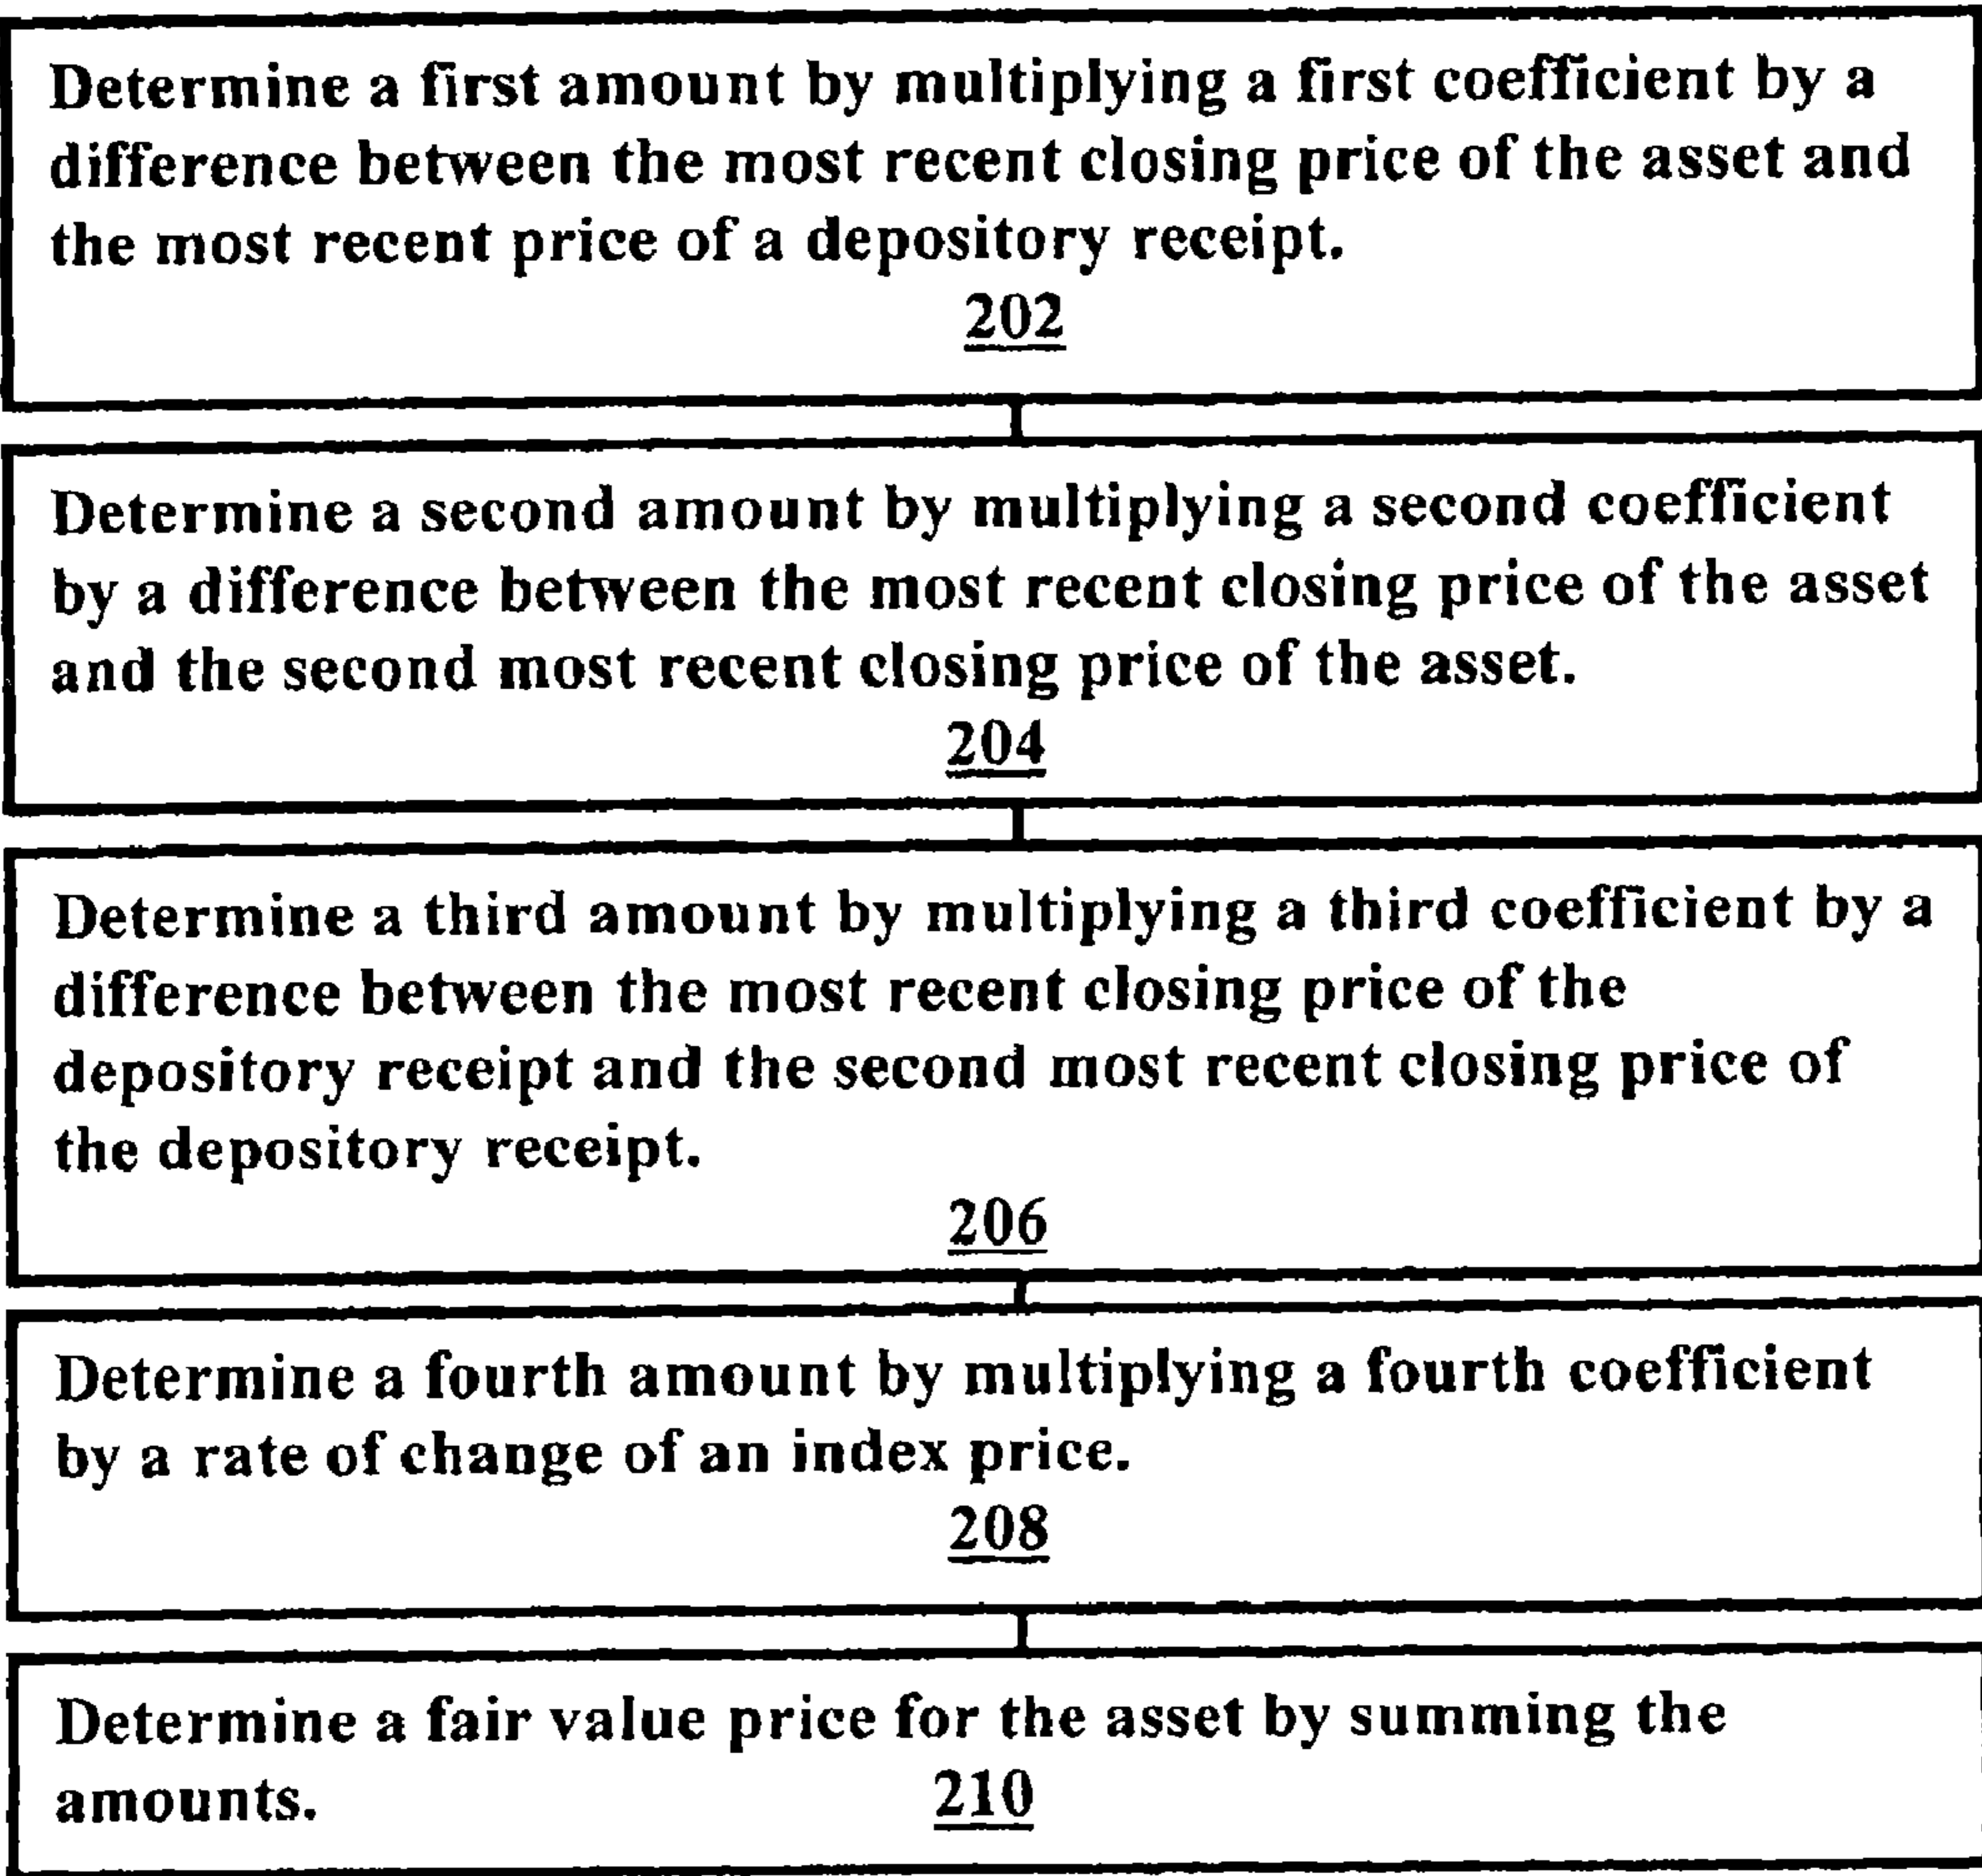 Determine a first amount by multiplying a first coefficient by a
difference between the most recent closing price of the asset and
the most recent price of a depository receipt.
202
Determine a second amount by multiplying a second coefficient
by a difference between the most recent closing price of the asset
and the second most recent closing price of the asset.
204
Determine a third amount by multiplying a third coefficient by a
difference between the most recent closing price of the
depository receipt and the second most recent closing price of
the depository receipt.
206
Determine a fourth amount by multiplying a fourth coefficient
by a rate of change of an index price.
208
Determine a fair value price for the asset by summing the
amounts. 210